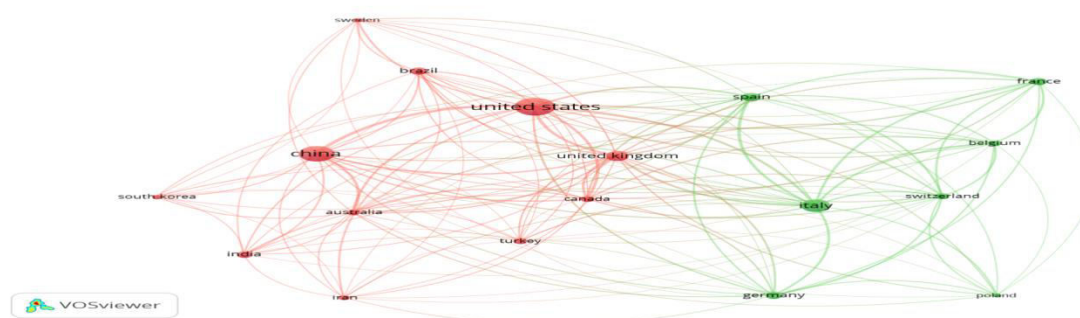 sweden
brazil
france
spain
united states
belgium
china
united kingdom
south korea
canada
switzerland
italy
australia
turkey
india
iran
germany
poland
VOSviewer